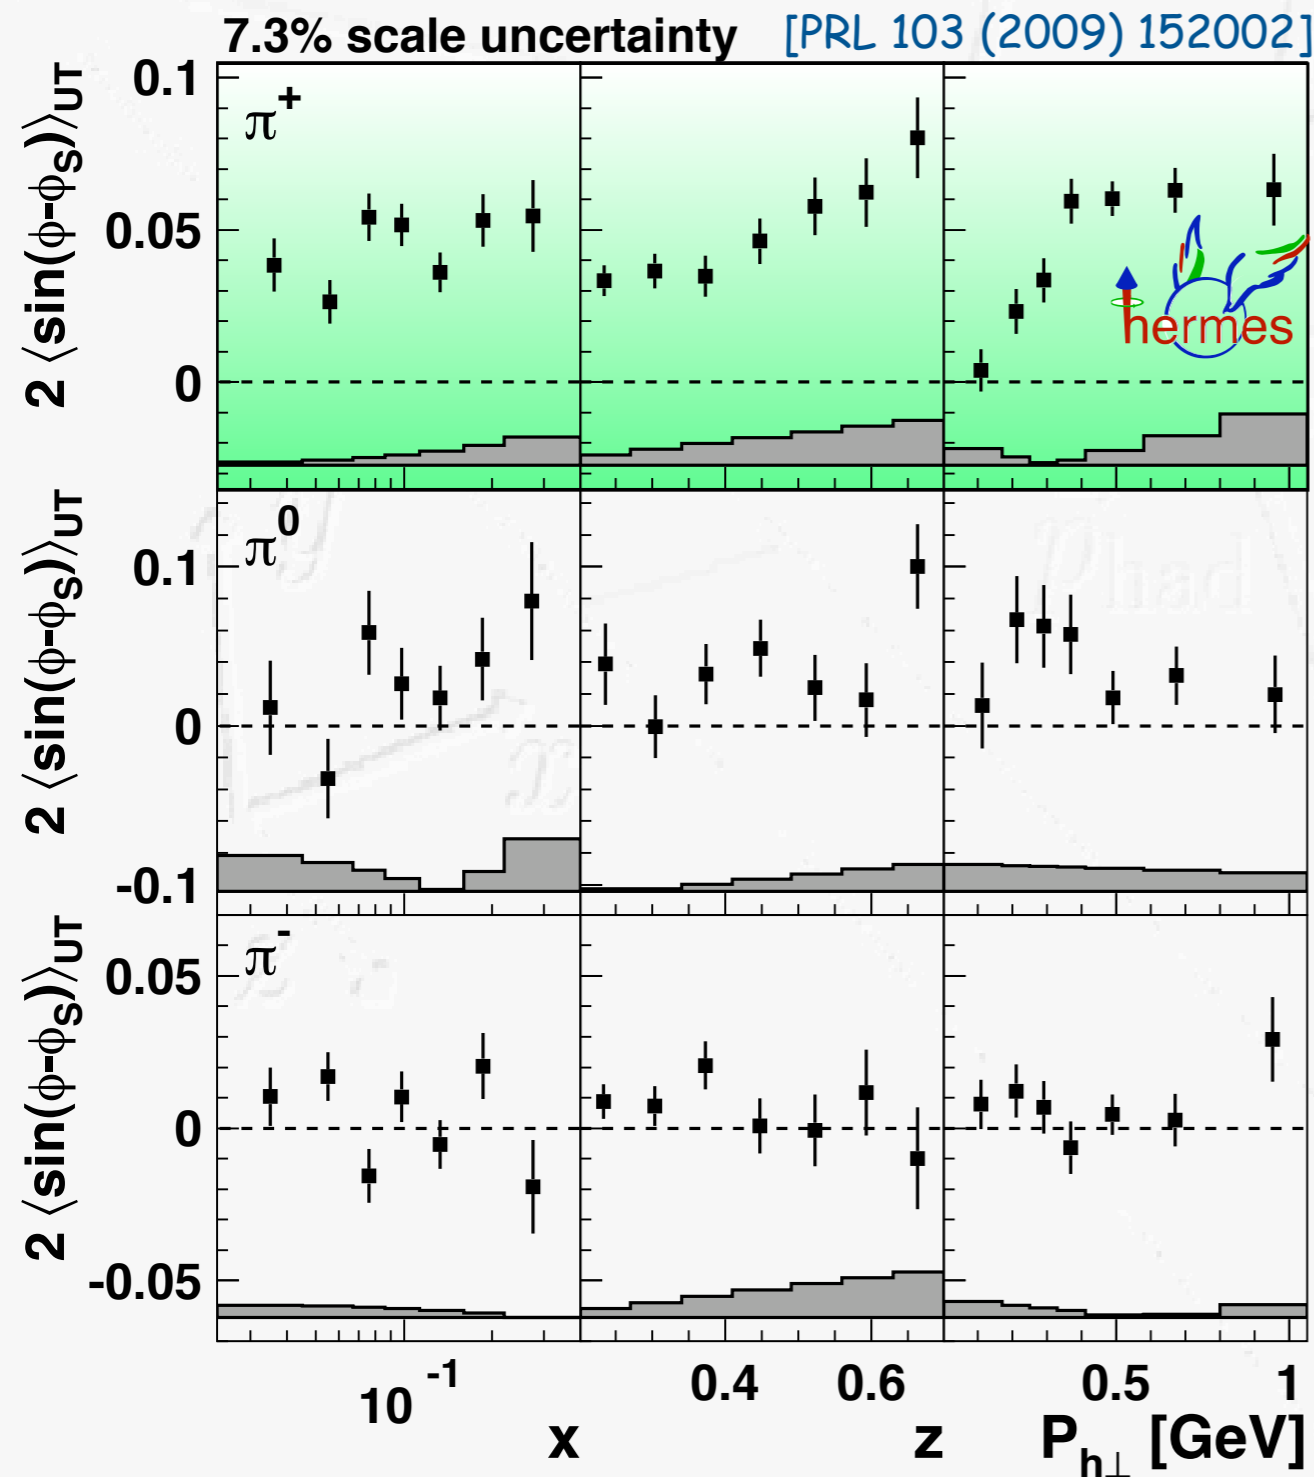 7.3% scale uncertainty [PRL 103 (2009) 152002]
2 ⟨sin(ϕ-ϕS)⟩UT
π+
0.1
0.05
0
hermes
2 ⟨sin(ϕ-ϕS)⟩UT
π0
0.1
0
-0.1
x
Phad
2 ⟨sin(ϕ-ϕS)⟩UT
π-
0.05
0
-0.05
10-1
0.4 0.6
0.5 1
x z Ph⊥ [GeV]